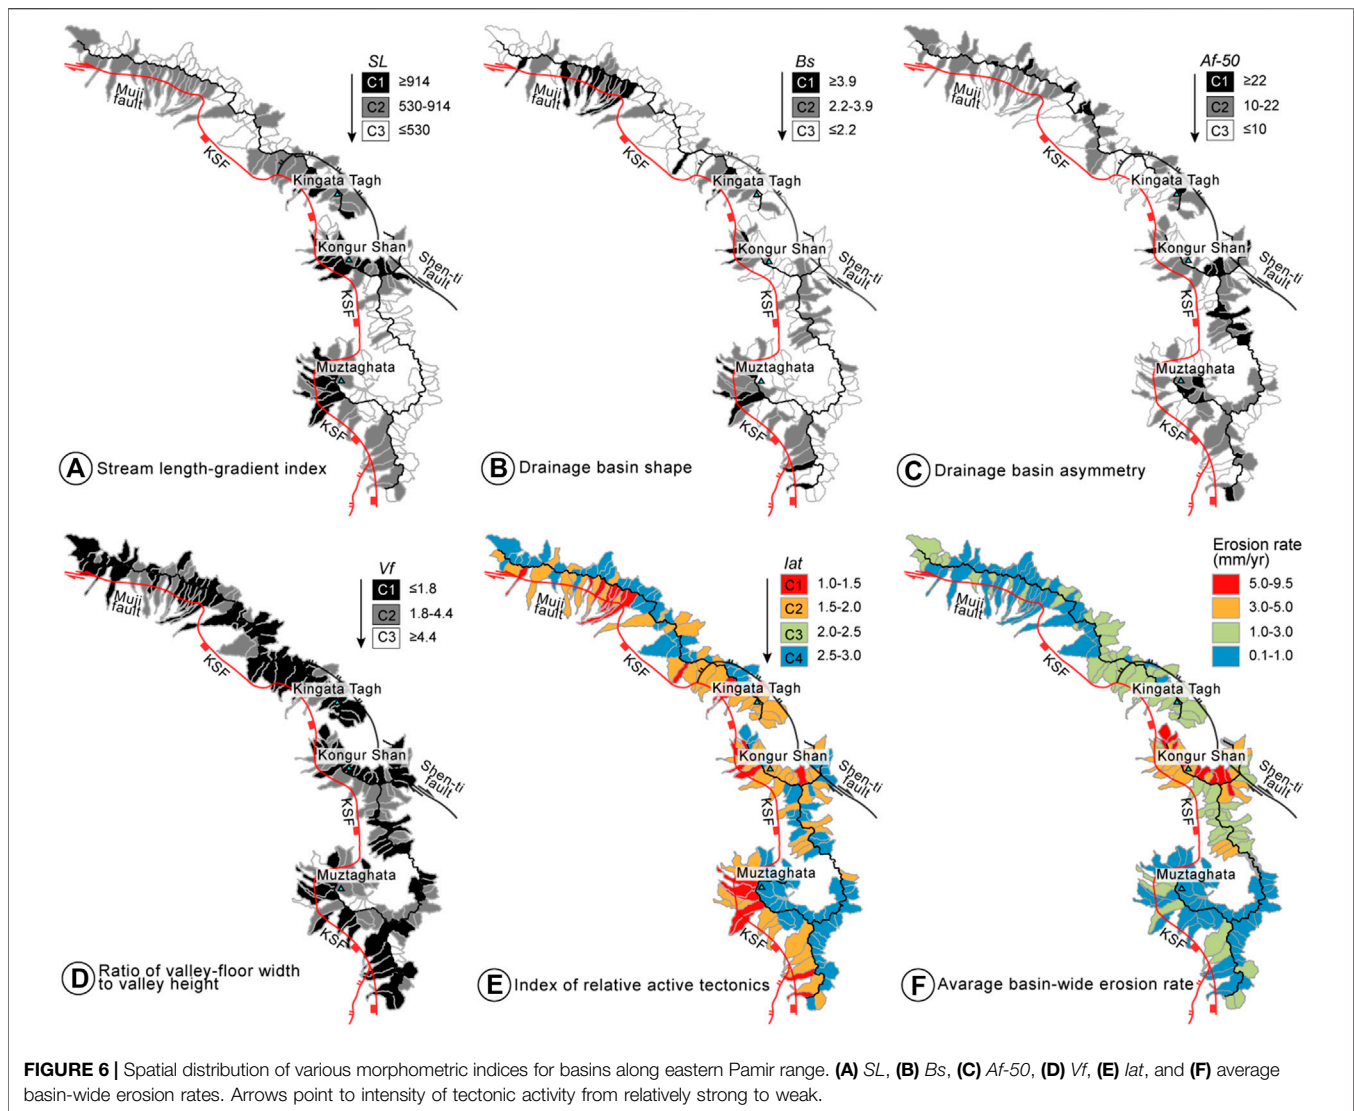 SL
C1 ≥914
C2 530-914
C3 ≤530
Muji
fault
KSF
Kingata Tagh
Kongur Shan
Shen-ti
fault
KSF
Muztaghata
KSF
A Stream length-gradient index
Bs
C1 ≥3.9
C2 2.2-3.9
C3 ≤2.2
Muji
fault
KSF
Kingata Tagh
Kongur Shan
Shen-ti
fault
KSF
Muztaghata
KSF
B Drainage basin shape
Af-50
C1 ≥22
C2 10-22
C3 ≤10
Muji
fault
KSF
Kingata Tagh
Kongur Shan
Shen-ti
fault
KSF
Muztaghata
KSF
C Drainage basin asymmetry
Vf
C1 ≤1.8
C2 1.8-4.4
C3 ≥4.4
Muji
fault
KSF
Kingata Tagh
Kongur Shan
Shen-ti
fault
KSF
Muztaghata
KSF
D Ratio of valley-floor width
to valley height
Iat
C1 1.0-1.5
C2 1.5-2.0
C3 2.0-2.5
C4 2.5-3.0
Muji
fault
KSF
Kingata Tagh
Kongur Shan
Shen-ti
fault
KSF
Muztaghata
KSF
E Index of relative active tectonics
Erosion rate
(mm/yr)
5.0-9.5
3.0-5.0
1.0-3.0
0.1-1.0
Muji
fault
KSF
Kingata Tagh
Kongur Shan
Shen-ti
fault
KSF
Muztaghata
KSF
F Avarage basin-wide erosion rate
FIGURE 6 | Spatial distribution of various morphometric indices for basins along eastern Pamir range. (A) SL, (B) Bs, (C) Af-50, (D) Vf, (E) Iat, and (F) average
basin-wide erosion rates. Arrows point to intensity of tectonic activity from relatively strong to weak.